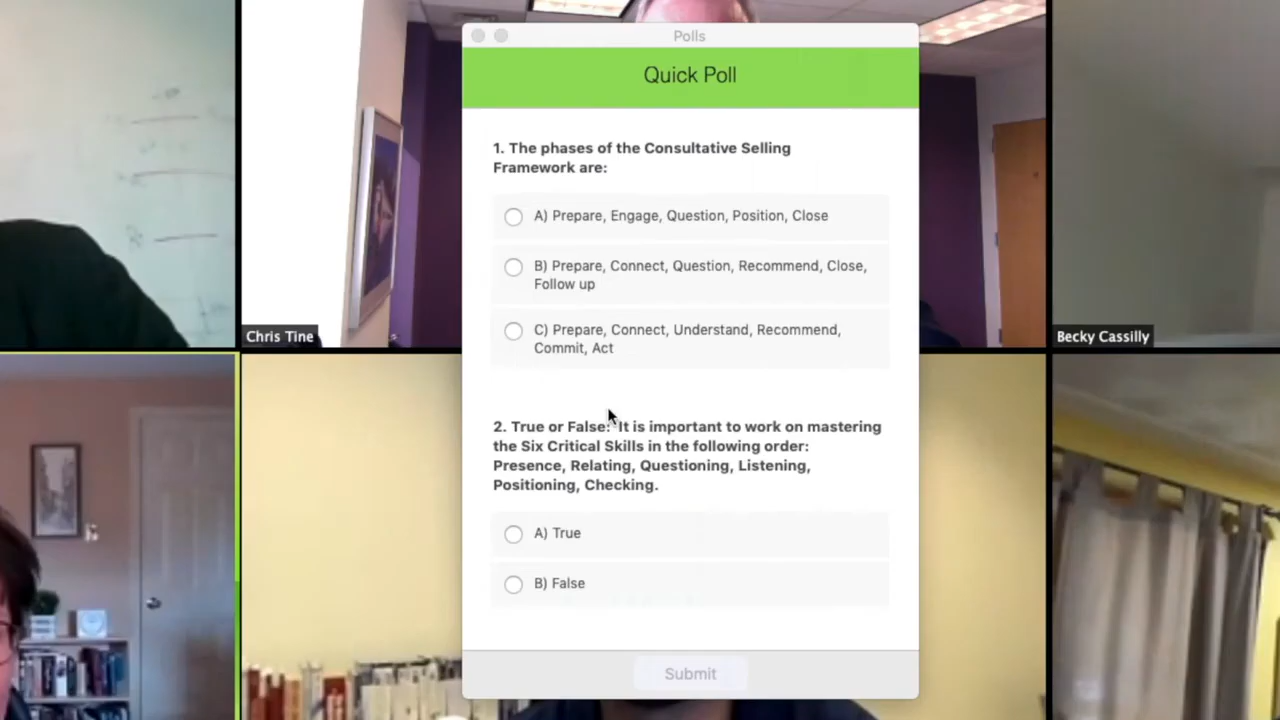 Polls
Quick Poll
1. The phases of the Consultative Selling
Framework are:
A) Prepare, Engage, Question, Position, Close
B) Prepare, Connect, Question, Recommend, Close,
Follow up
C) Prepare, Connect, Understand, Recommend,
Commit, Act
Chris Tine
Becky Cassilly
2. True or False: It is important to work on mastering
the Six Critical Skills in the following order:
Presence, Relating, Questioning, Listening,
Positioning, Checking.
A) True
B) False
Submit